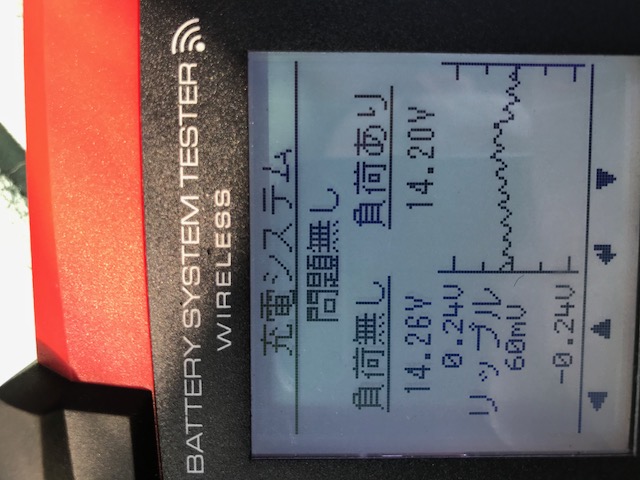 BATTERY SYSTEM TESTER
WIRELESS
充電システム
問題無し
負荷無し 負荷あり
14.26V 14.20V
0.24V
リップル
60mV
-0.24V